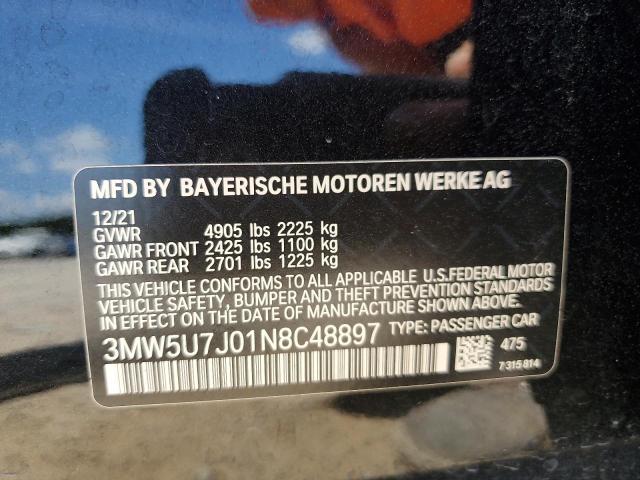 MFD BY BAYERISCHE MOTOREN WERKE AG
12/21
GVWR 4905 lbs 2225 kg
GAWR FRONT 2425 lbs 1100 kg
GAWR REAR 2701 lbs 1225 kg
THIS VEHICLE CONFORMS TO ALL APPLICABLE U.S. FEDERAL MOTOR
VEHICLE SAFETY, BUMPER AND THEFT PREVENTION STANDARDS
IN EFFECT ON THE DATE OF MANUFACTURE SHOWN ABOVE.
3MW5U7J01N8C48897 TYPE: PASSENGER CAR
475
7315814